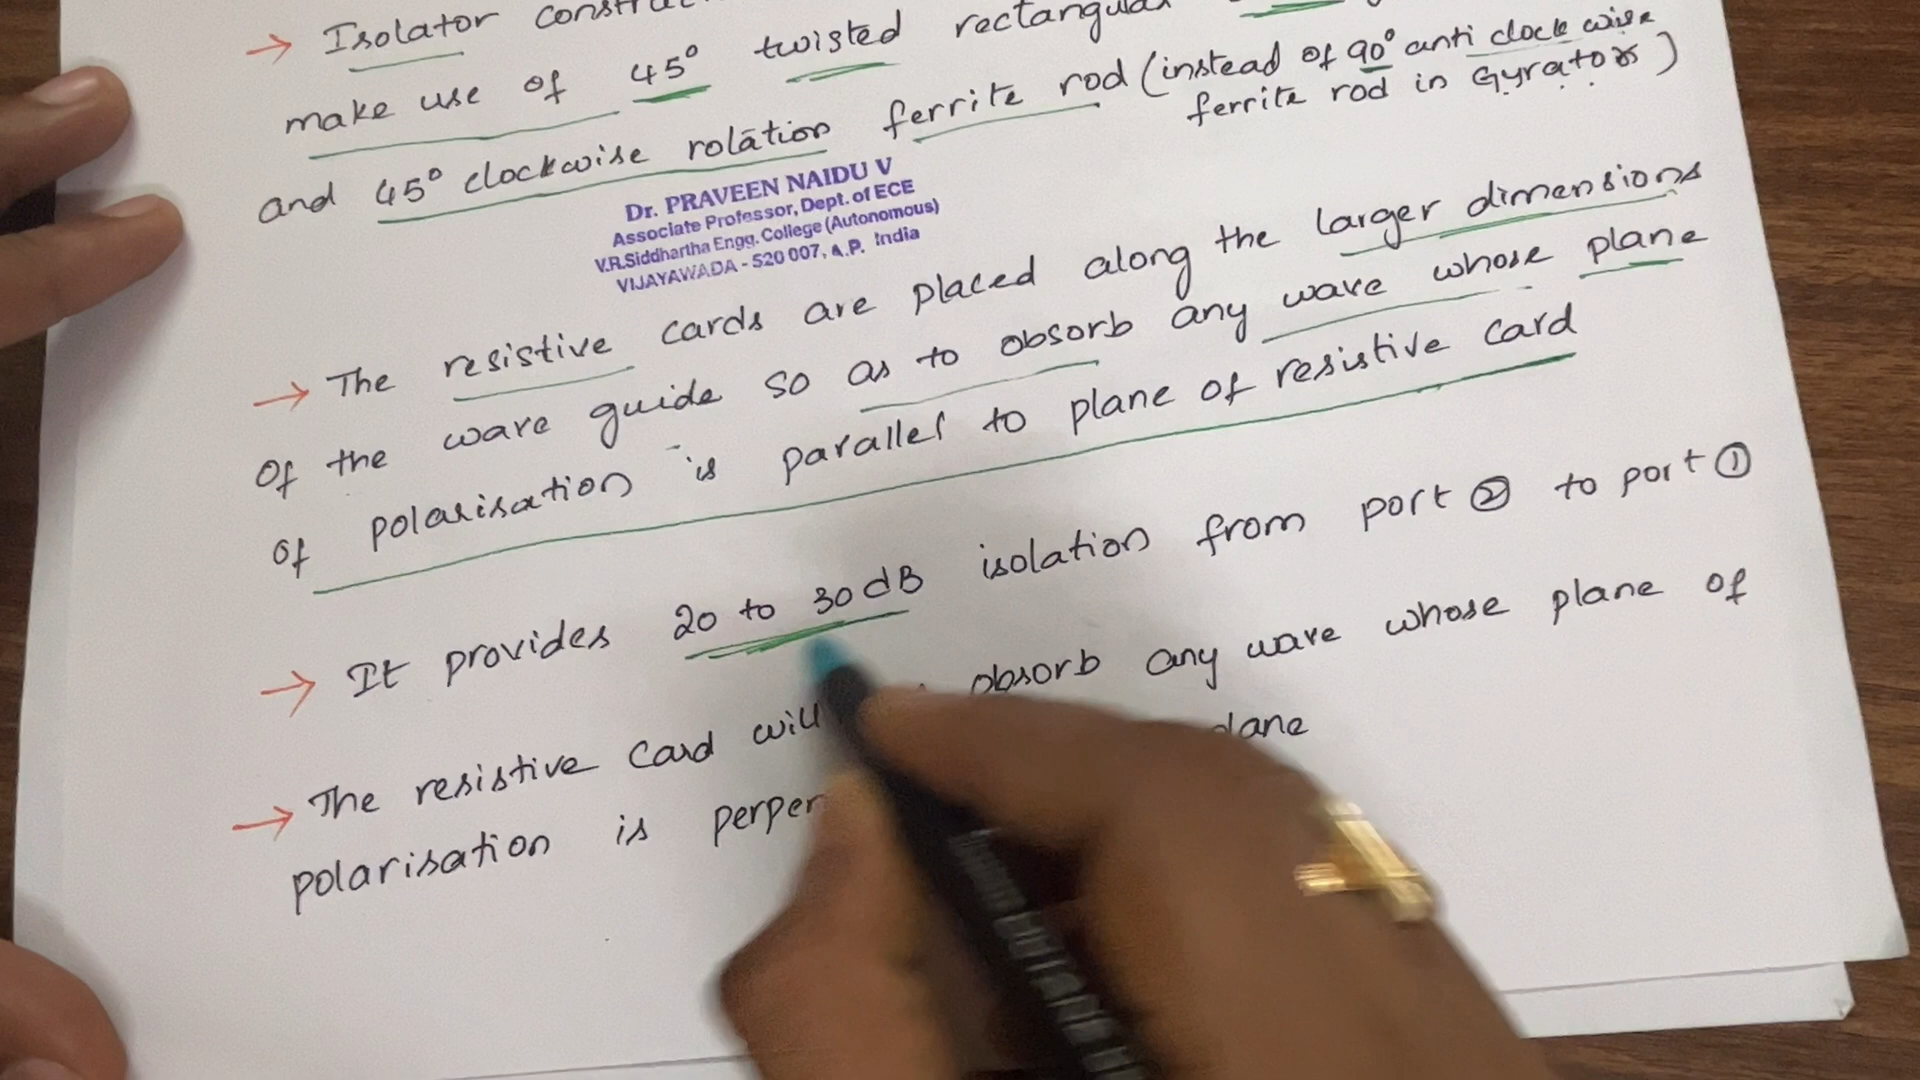 → Isolator
make use of 45° twisted rectangular
(instead of 90° anti clock wise
ferrite rod in Gyrators)
and 45° clockwise rotation ferrite rod
Dr. PRAVEEN NAIDU V
Associate Professor, Dept. of ECE
V.R.Siddhartha Engg. College (Autonomous)
VIJAYAWADA - 520 007, A.P. India
→ The resistive cards are placed along the larger dimensions
of the wave guide so as to absorb any wave whose plane
of polarisation is parallel to plane of resistive card
→ It provides 20 to 30 dB isolation from port ② to port ①
→ The resistive Card will absorb any wave whose plane of
polarisation is